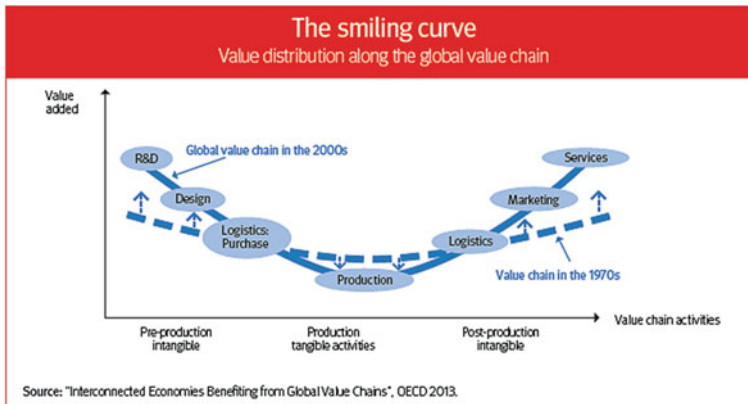 The smiling curve
Value distribution along the global value chain
Value
added
R&D
Global value chain in the 2000s
Services
Design
Marketing
Logistics:
Purchase
Logistics
Production
Value chain in the 1970s
Value chain activities
Pre-production
intangible
Production
tangible activities
Post-production
intangible
Source: "Interconnected Economies Benefiting from Global Value Chains", OECD 2013.